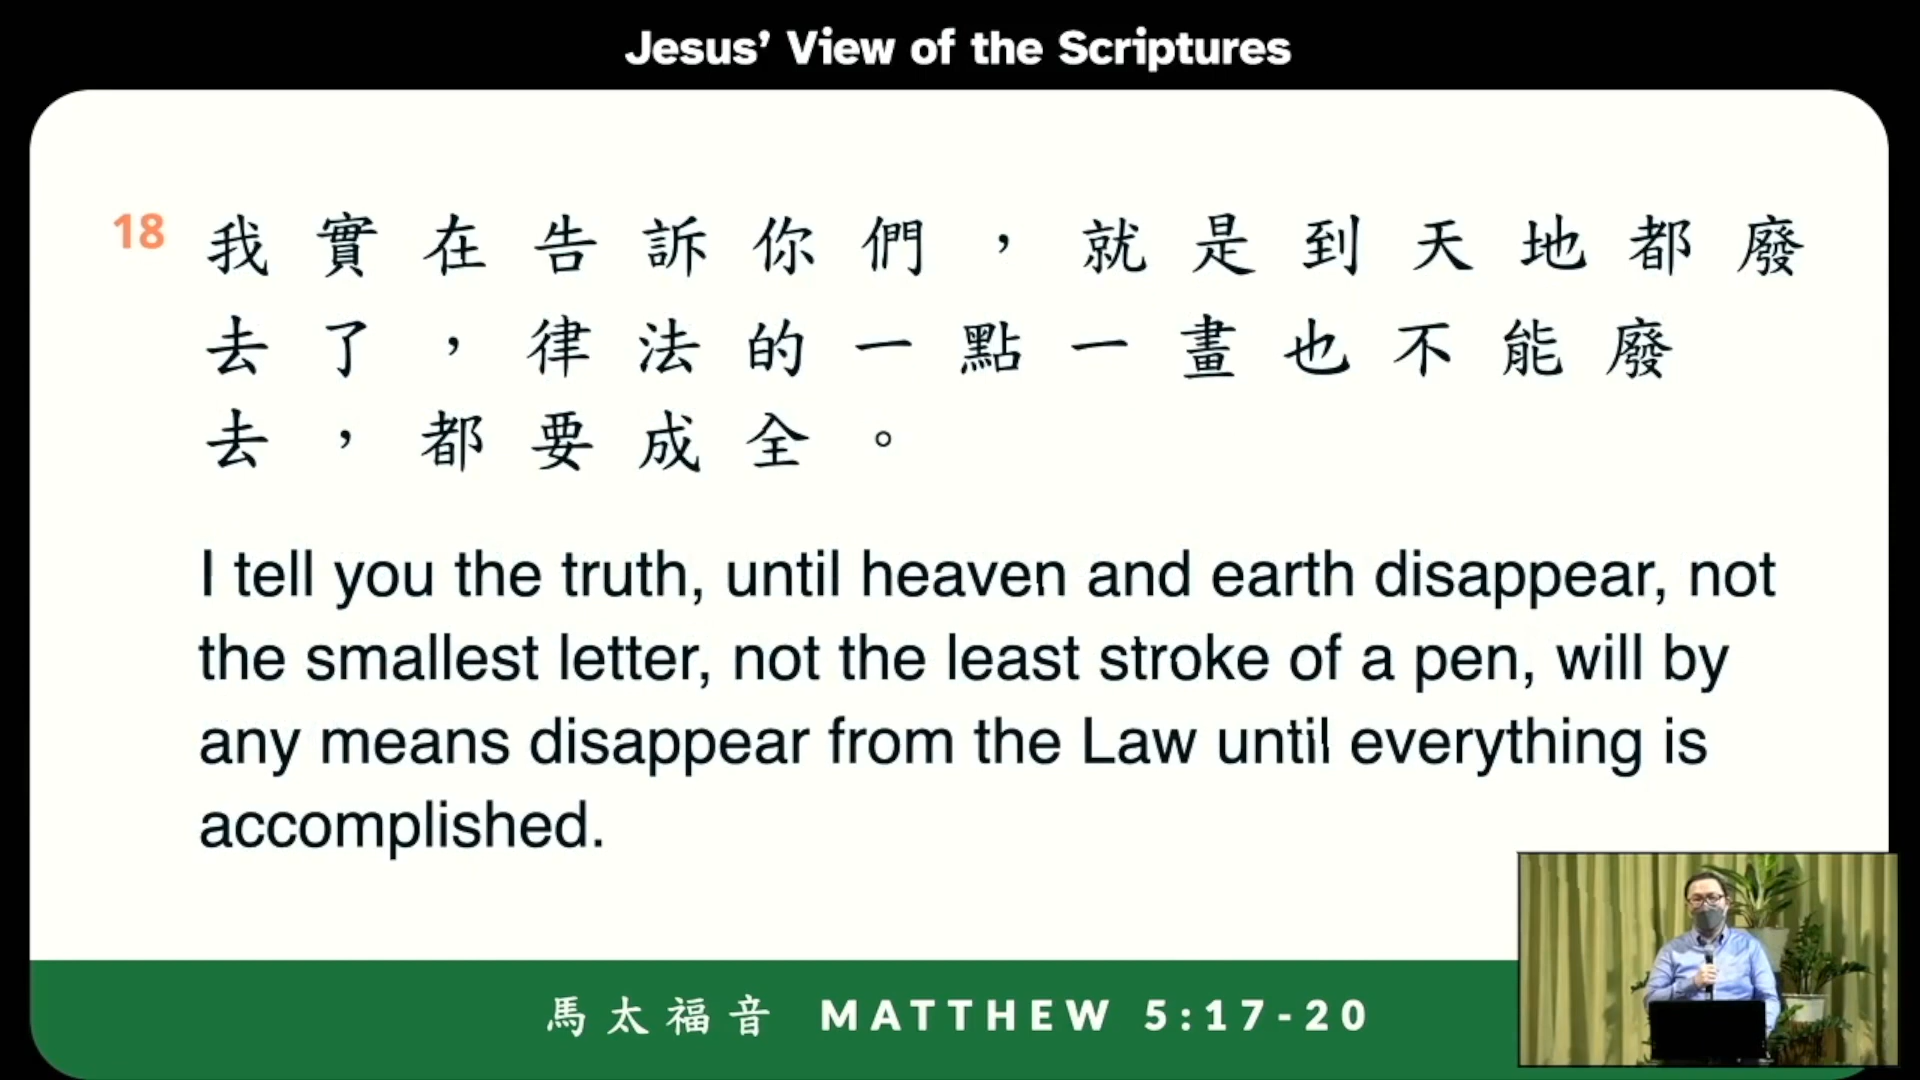 Jesus’ View of the Scriptures
18 我實在告訴你們，就是到天地都廢
去了，律法的一點一畫也不能廢
去，都要成全。
I tell you the truth, until heaven and earth disappear, not
the smallest letter, not the least stroke of a pen, will by
any means disappear from the Law until everything is
accomplished.
馬太福音 MATTHEW 5:17-20